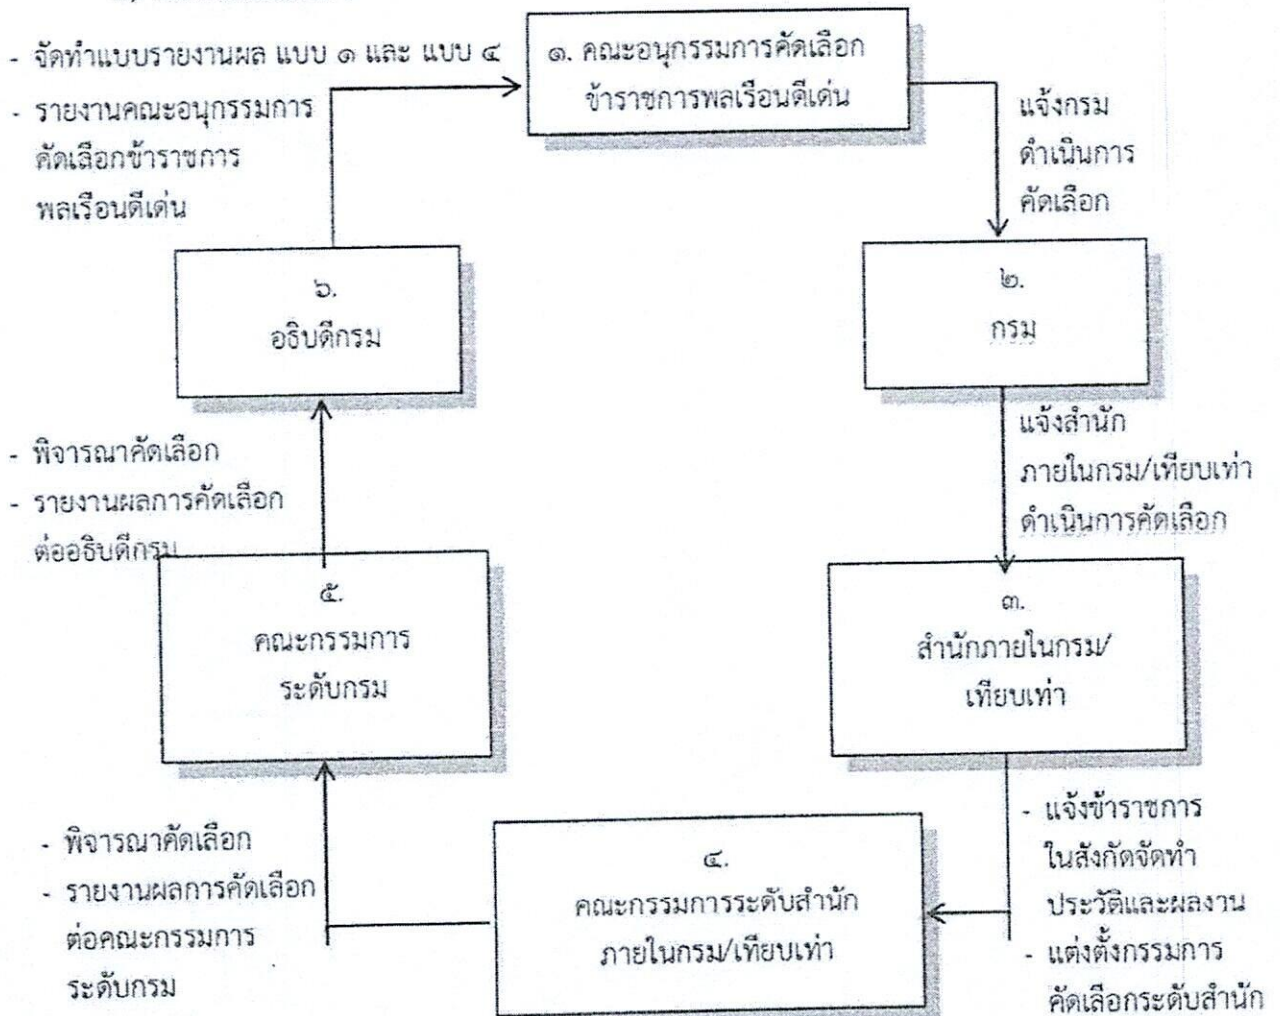 - จัดทำแบบรายงานผล แบบ ๑ และ แบบ ๔
- รายงานคณะอนุกรรมการ
คัดเลือกข้าราชการ
พลเรือนดีเด่น
๑. คณะอนุกรรมการคัดเลือก
ข้าราชการพลเรือนดีเด่น
แจ้งกรม
ดำเนินการ
คัดเลือก
๒.
กรม
แจ้งสำนัก
ภายในกรม/เทียบเท่า
ดำเนินการคัดเลือก
๓.
สำนักภายในกรม/
เทียบเท่า
- แจ้งข้าราชการ
ในสังกัดจัดทำ
ประวัติและผลงาน
- แต่งตั้งกรรมการ
คัดเลือกระดับสำนัก
๔.
คณะกรรมการระดับสำนัก
ภายในกรม/เทียบเท่า
- พิจารณาคัดเลือก
- รายงานผลการคัดเลือก
ต่อคณะกรรมการ
ระดับกรม
๕.
คณะกรรมการ
ระดับกรม
- พิจารณาคัดเลือก
- รายงานผลการคัดเลือก
ต่ออธิบดีกรม
๖.
อธิบดีกรม